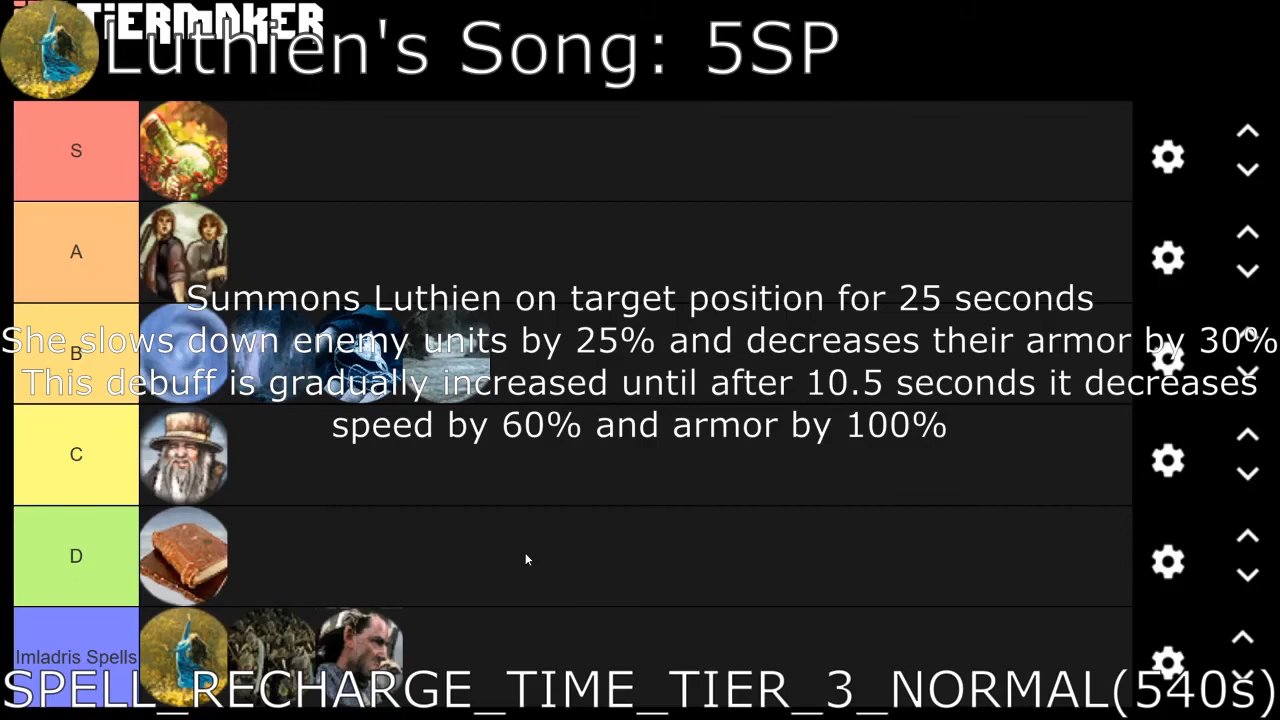 TiERMAKER
Luthien's Song: 5SP
S
A
Summons Luthien on target position for 25 seconds
She slows down enemy units by 25% and decreases their armor by 30%
B
This debuff is gradually increased until after 10.5 seconds it decreases
speed by 60% and armor by 100%
C
D
Imladris Spells
SPELL_RECHARGE_TIME_TIER_3_NORMAL(540s)